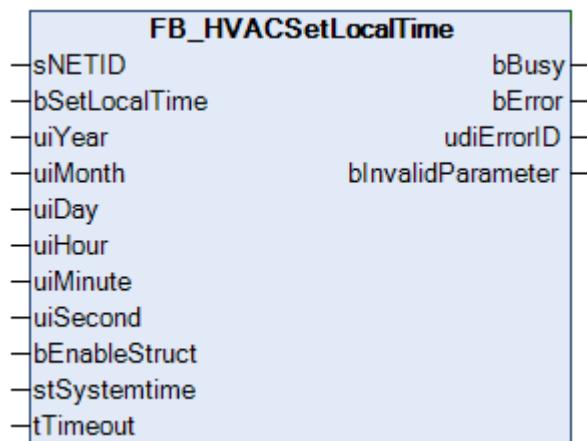 FB_HVACSetLocalTime
sNETID bBusy
bSetLocalTime bError
uiYear udiErrorID
uiMonth bInvalidParameter
uiDay
uiHour
uiMinute
uiSecond
bEnableStruct
stSystemtime
tTimeout